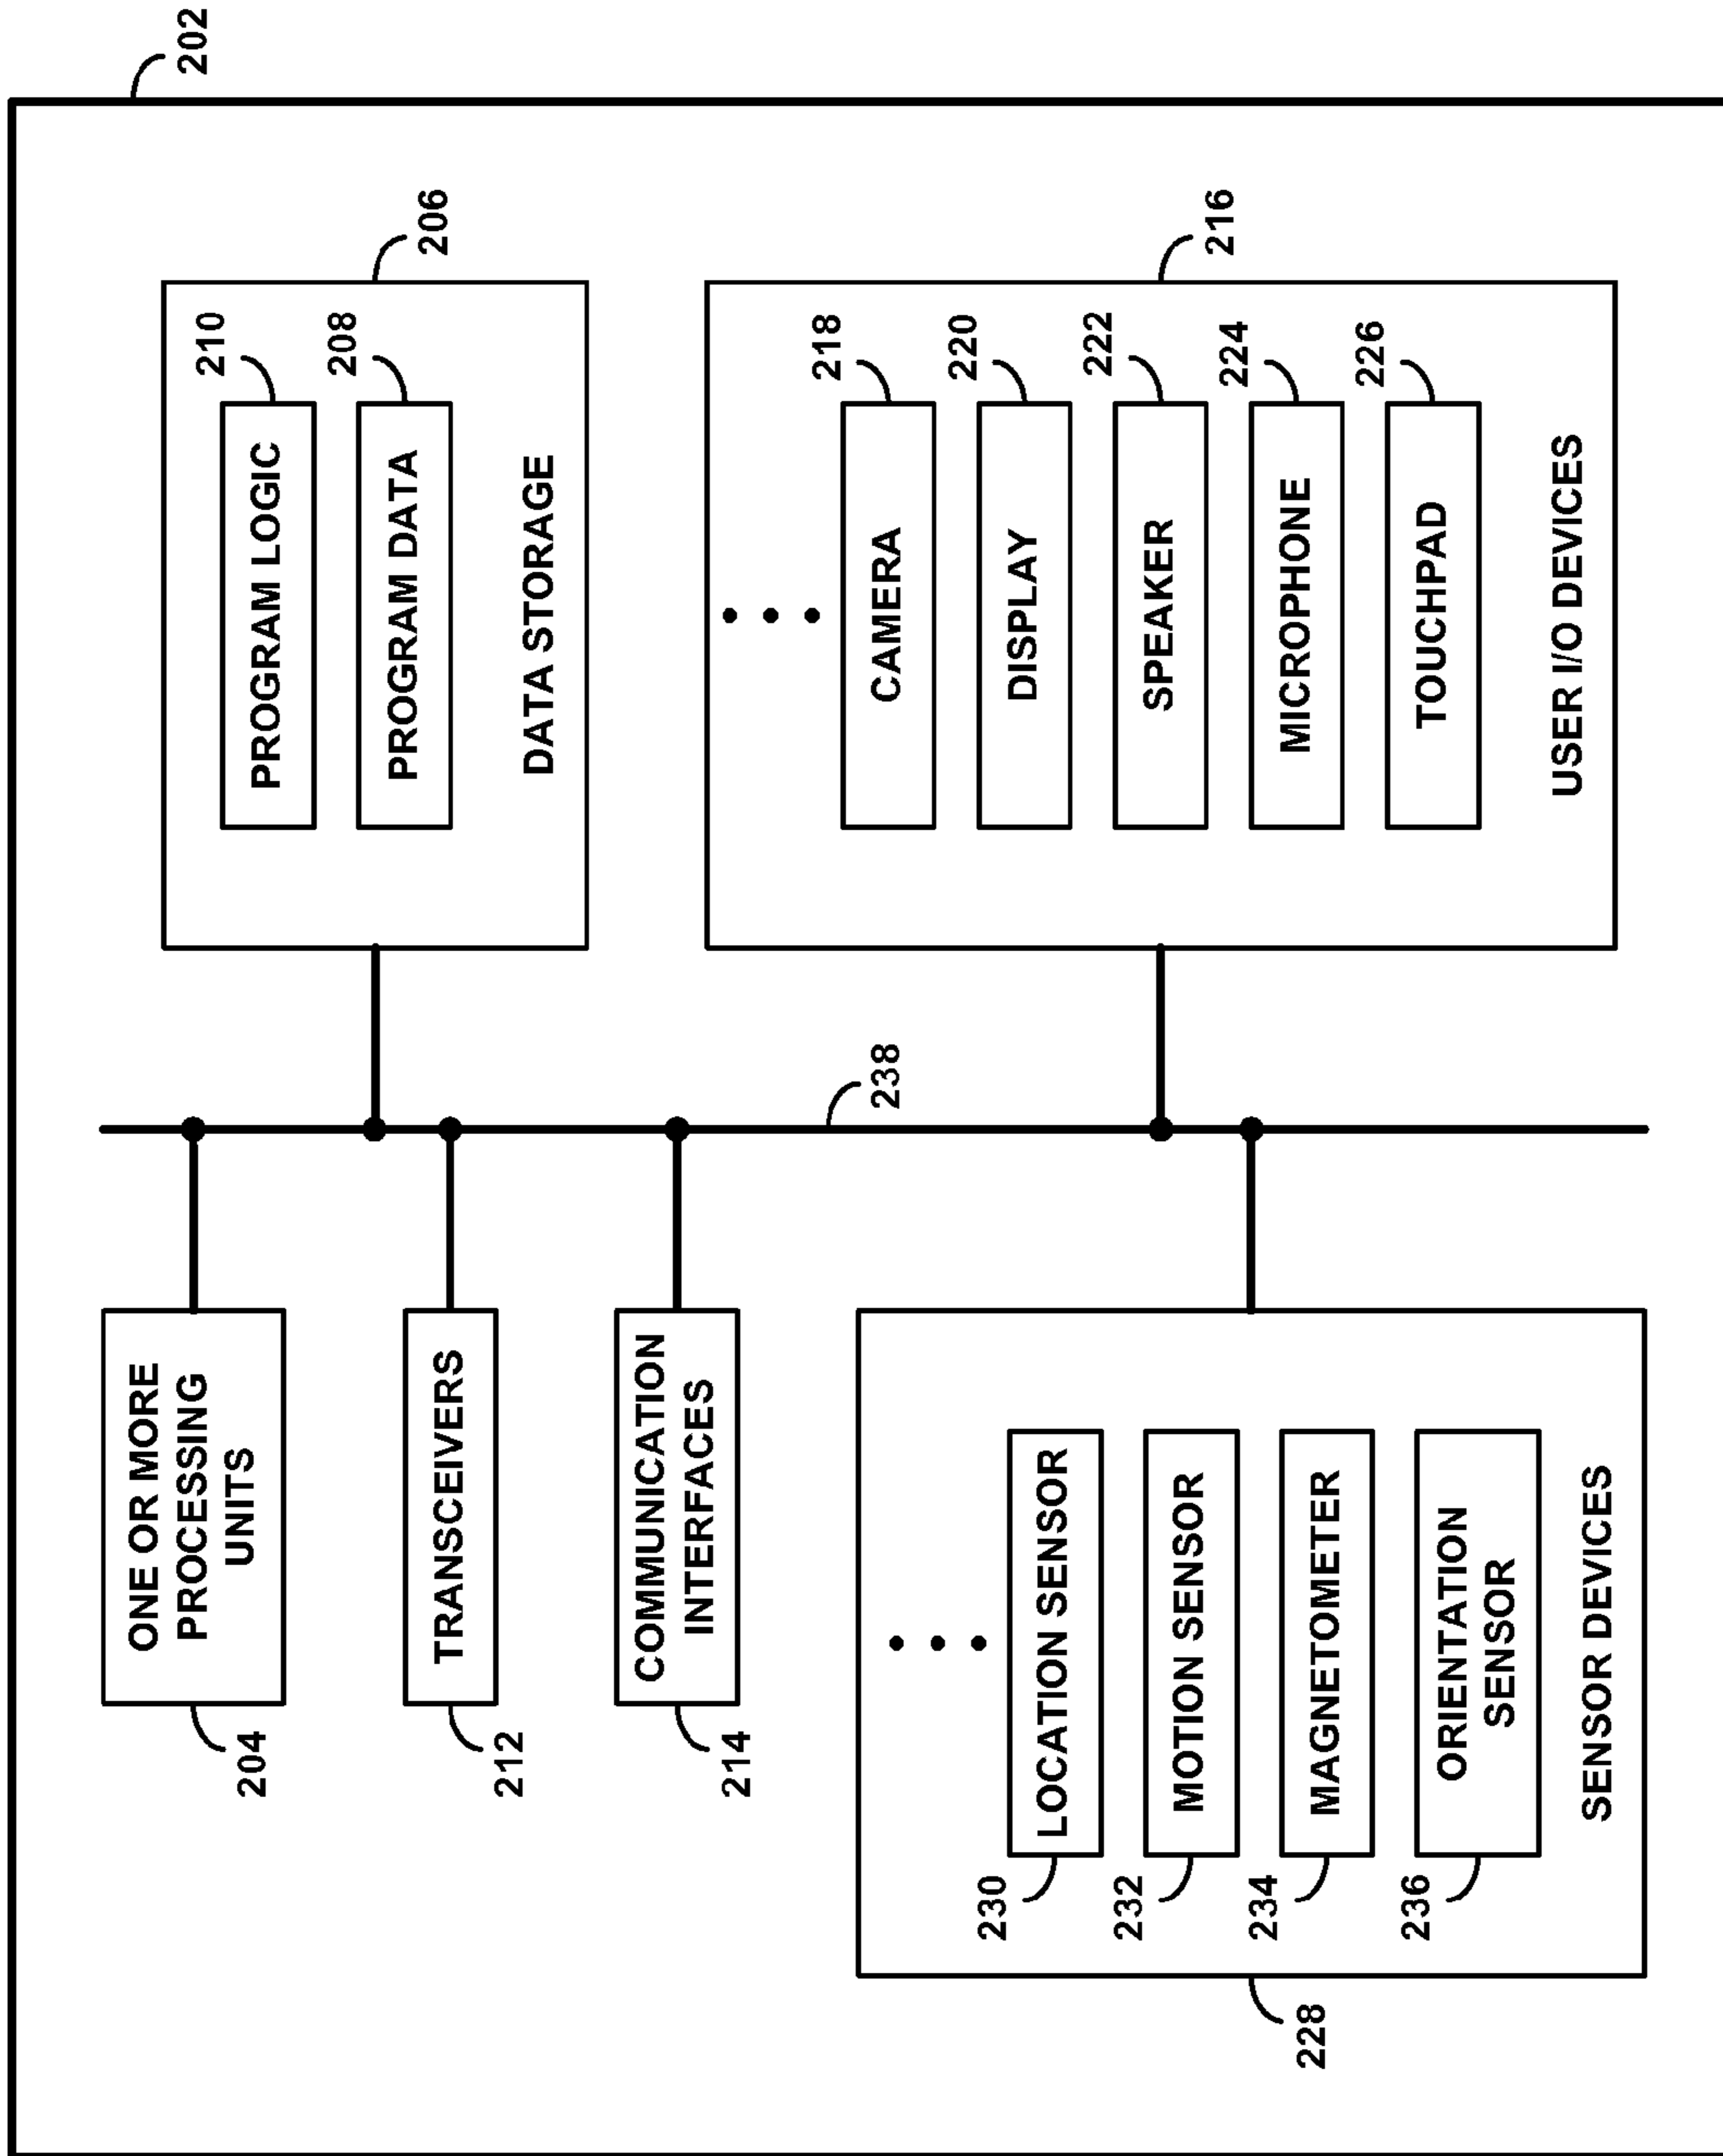 202
204
ONE OR MORE
PROCESSING
UNITS
212
TRANSCEIVERS
214
COMMUNICATION
INTERFACES
230
LOCATION SENSOR
232
MOTION SENSOR
234
MAGNETOMETER
236
ORIENTATION
SENSOR
SENSOR DEVICES
228
238
PROGRAM LOGIC
210
PROGRAM DATA
208
DATA STORAGE
206
CAMERA
218
DISPLAY
220
SPEAKER
222
MICROPHONE
224
TOUCHPAD
226
USER I/O DEVICES
216